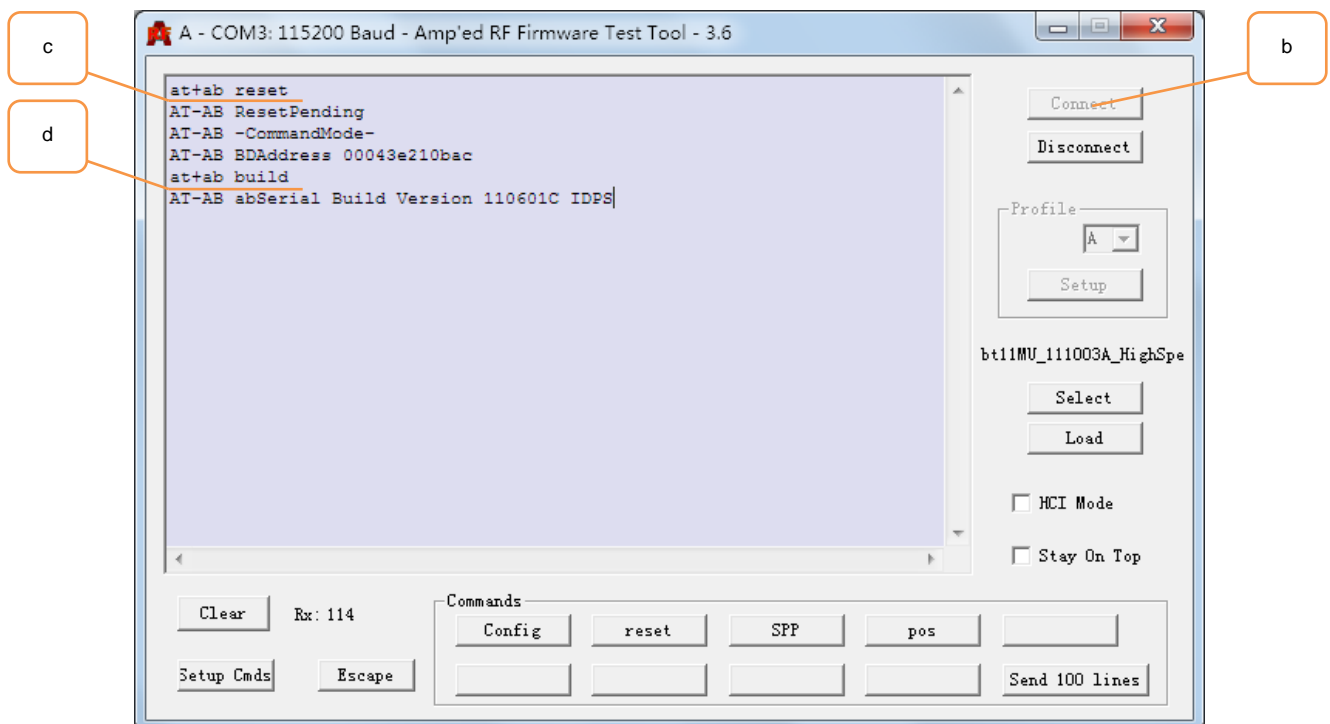 c
d
b
A - COM3: 115200 Baud - Amp'ed RF Firmware Test Tool - 3.6
at+ab reset
AT-AB ResetPending
AT-AB -CommandMode-
AT-AB BDAddress 00043e210bac
at+ab build
AT-AB abSerial Build Version 110601C IDPS
Connect
Disconnect
Profile
A
Setup
bt11MU_111003A_HighSpe
Select
Load
HCI Mode
Stay On Top
Clear
Rx: 114
Setup Cmds
Escape
Commands
Config
reset
SPP
pos
Send 100 lines